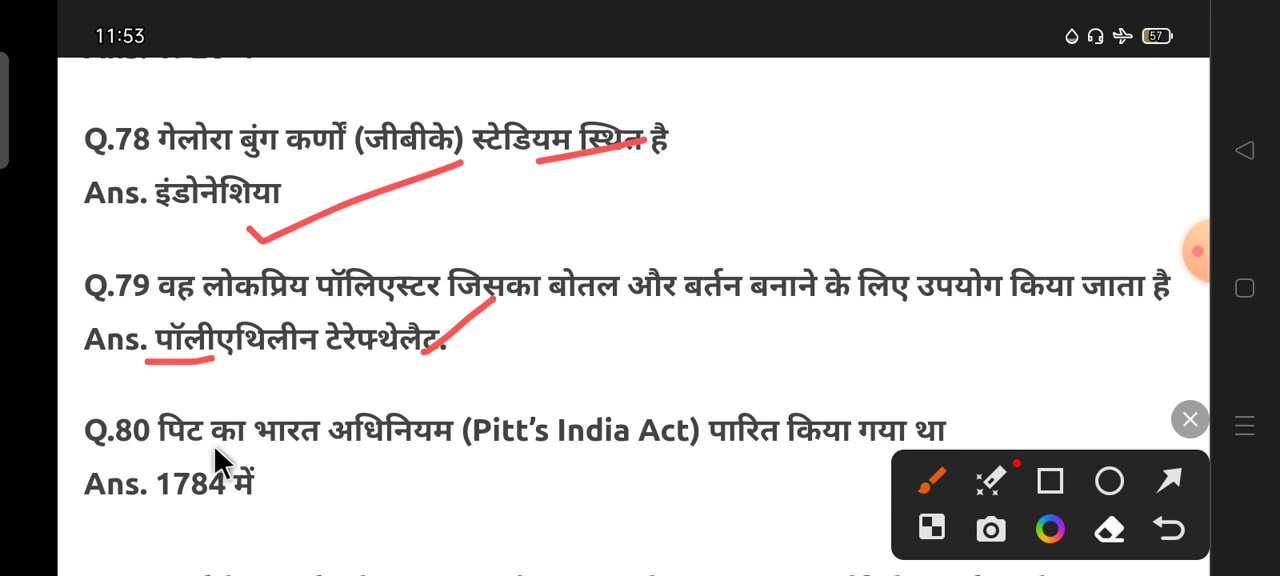 11:53
57
Q.78 गेलोरा बुंग कर्णों (जीबीके) स्टेडियम स्थित है
Ans. इंडोनेशिया
Q.79 वह लोकप्रिय पॉलिएस्टर जिसका बोतल और बर्तन बनाने के लिए उपयोग किया जाता है
Ans. पॉलीएथिलीन टेरेफ्थेलैट.
Q.80 पिट का भारत अधिनियम (Pitt’s India Act) पारित किया गया था
Ans. 1784 में